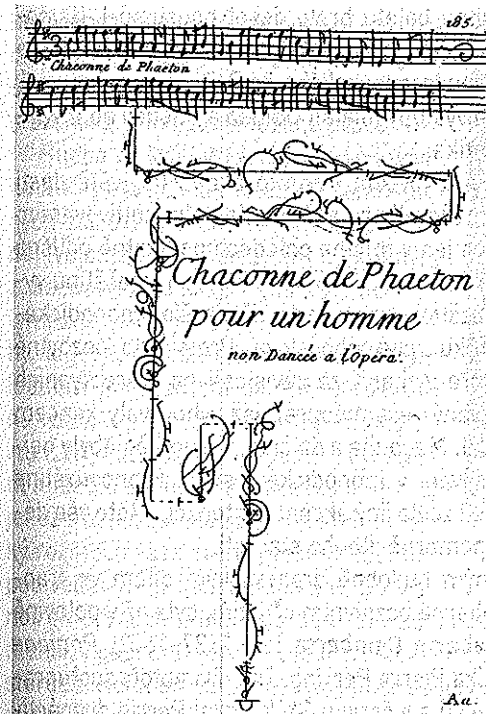 185.
Chaconne de Phaeton
Chaconne de Phaeton
pour un homme
non Dancée a l'opera.
Aa.